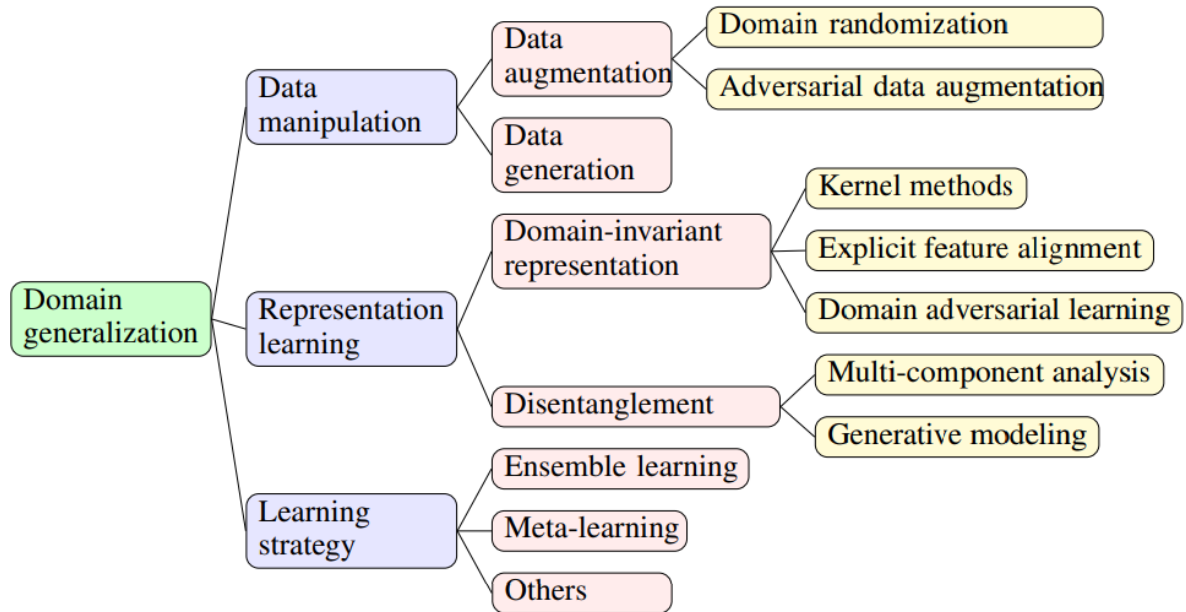 Domain
generalization
Data
manipulation
Data
augmentation
Domain randomization
Adversarial data augmentation
Data
generation
Representation
learning
Domain-invariant
representation
Kernel methods
Explicit feature alignment
Domain adversarial learning
Disentanglement
Multi-component analysis
Generative modeling
Learning
strategy
Ensemble learning
Meta-learning
Others